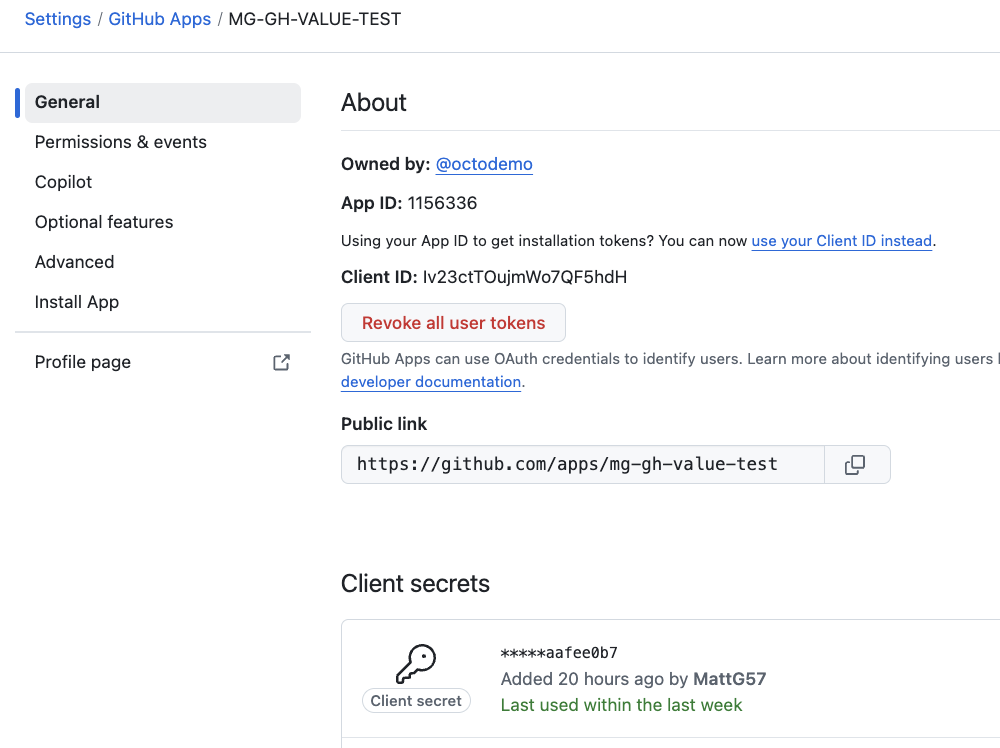 Settings / GitHub Apps / MG-GH-VALUE-TEST
General
Permissions & events
Copilot
Optional features
Advanced
Install App
Profile page
About
Owned by: @octodemo
App ID: 1156336
Using your App ID to get installation tokens? You can now use your Client ID instead.
Client ID: Iv23ctTOujmWo7QF5hdH
Revoke all user tokens
GitHub Apps can use OAuth credentials to identify users. Learn more about identifying users
developer documentation.
Public link
https://github.com/apps/mg-gh-value-test
Client secrets
Client secret
*****aafee0b7
Added 20 hours ago by MattG57
Last used within the last week